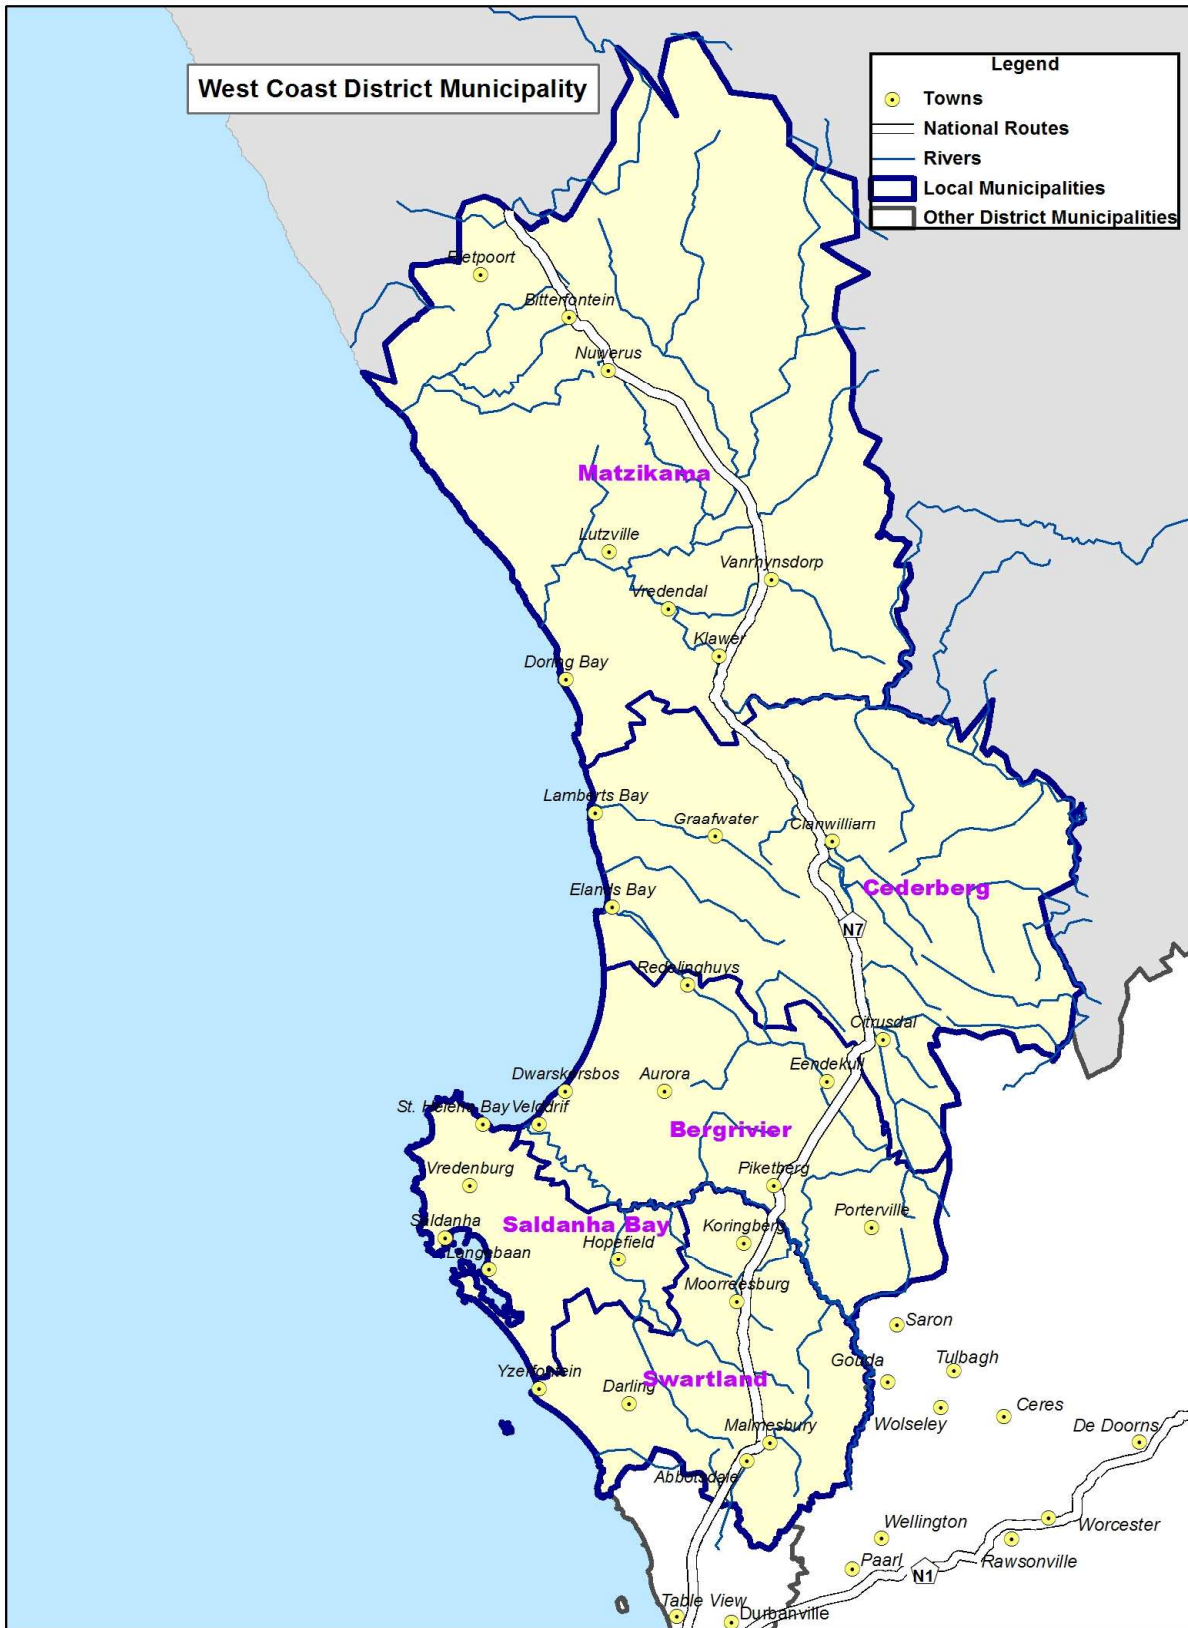 West Coast District Municipality
Legend
Towns
National Routes
Rivers
Local Municipalities
Other District Municipalities
Rietpoort
Bitterfontein
Nuwerus
Matzikama
Lutzville
Vanrhynsdorp
Vredendal
Klawer
Doring Bay
Lamberts Bay
Graafwater
Clanwilliam
Cederberg
Elands Bay
N7
Redelinghuys
Citrusdal
Eendekuil
Dwarskersbos
Aurora
St. Helena Bay
Velddrif
Bergrivier
Vredenburg
Piketberg
Saldanha
Saldanha Bay
Koringberg
Porterville
Langebaan
Hopefield
Moorreesburg
Saron
Gouda
Tulbagh
Yzerfontein
Darling
Swartland
Wolseley
Ceres
De Doorns
Malmesbury
Abbotsdale
Wellington
Worcester
Paarl
N1
Rawsonville
Table View
Durbanville